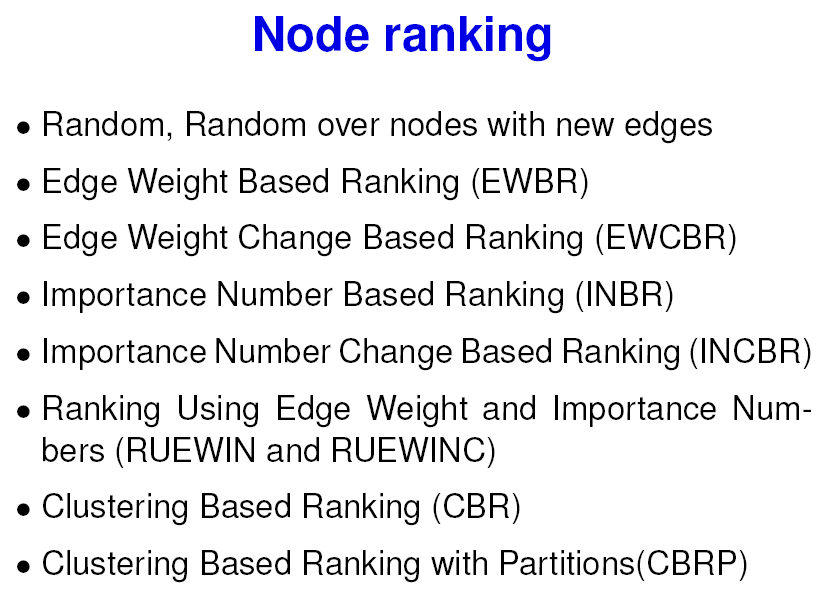 Node ranking
• Random, Random over nodes with new edges
• Edge Weight Based Ranking (EWBR)
• Edge Weight Change Based Ranking (EWCBR)
• Importance Number Based Ranking (INBR)
• Importance Number Change Based Ranking (INCBR)
• Ranking Using Edge Weight and Importance Num-
bers (RUEWIN and RUEWINC)
• Clustering Based Ranking (CBR)
• Clustering Based Ranking with Partitions(CBRP)